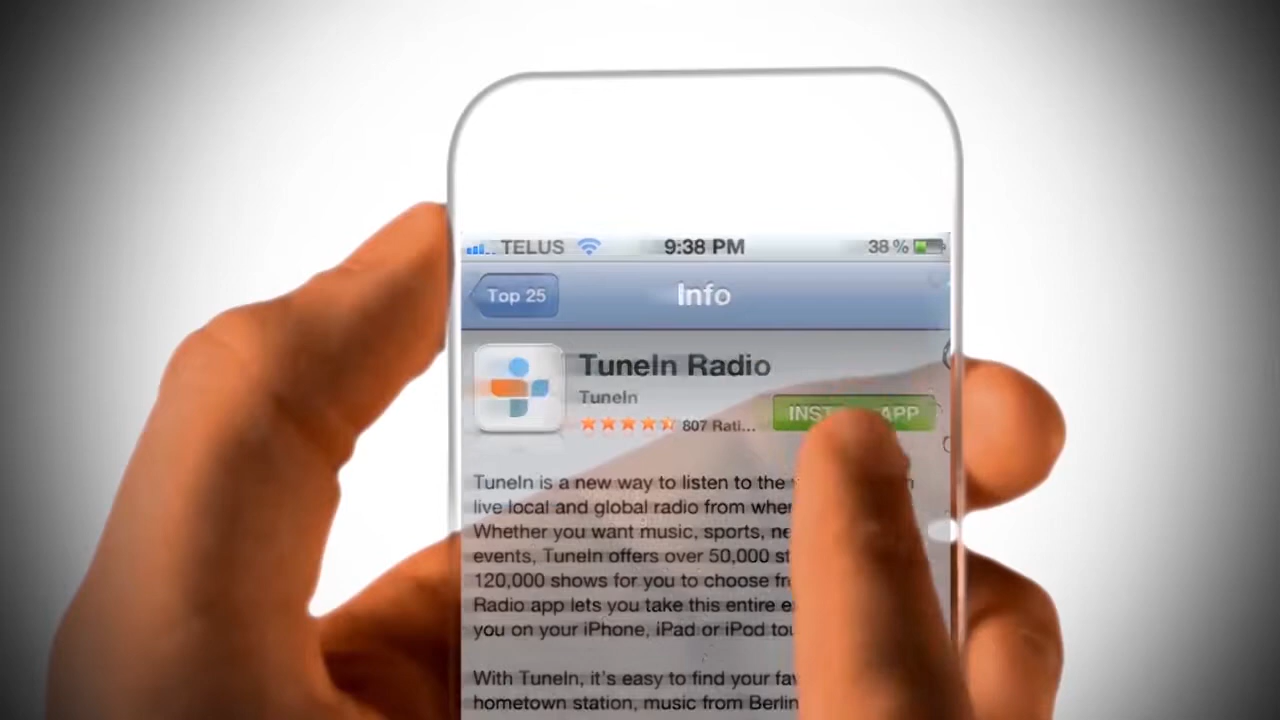 TELUS 9:38 PM 38 %
Top 25 Info
TuneIn Radio
TuneIn
807 Rati... APP
TuneIn is a new way to listen to the
live local and global radio from
Whether you want music, sports,
events, TuneIn offers over 50,000
120,000 shows for you to choose
Radio app lets you take this entire
you on your iPhone, iPad or iPod
With TuneIn, it's easy to find your
hometown station, music from Berlin